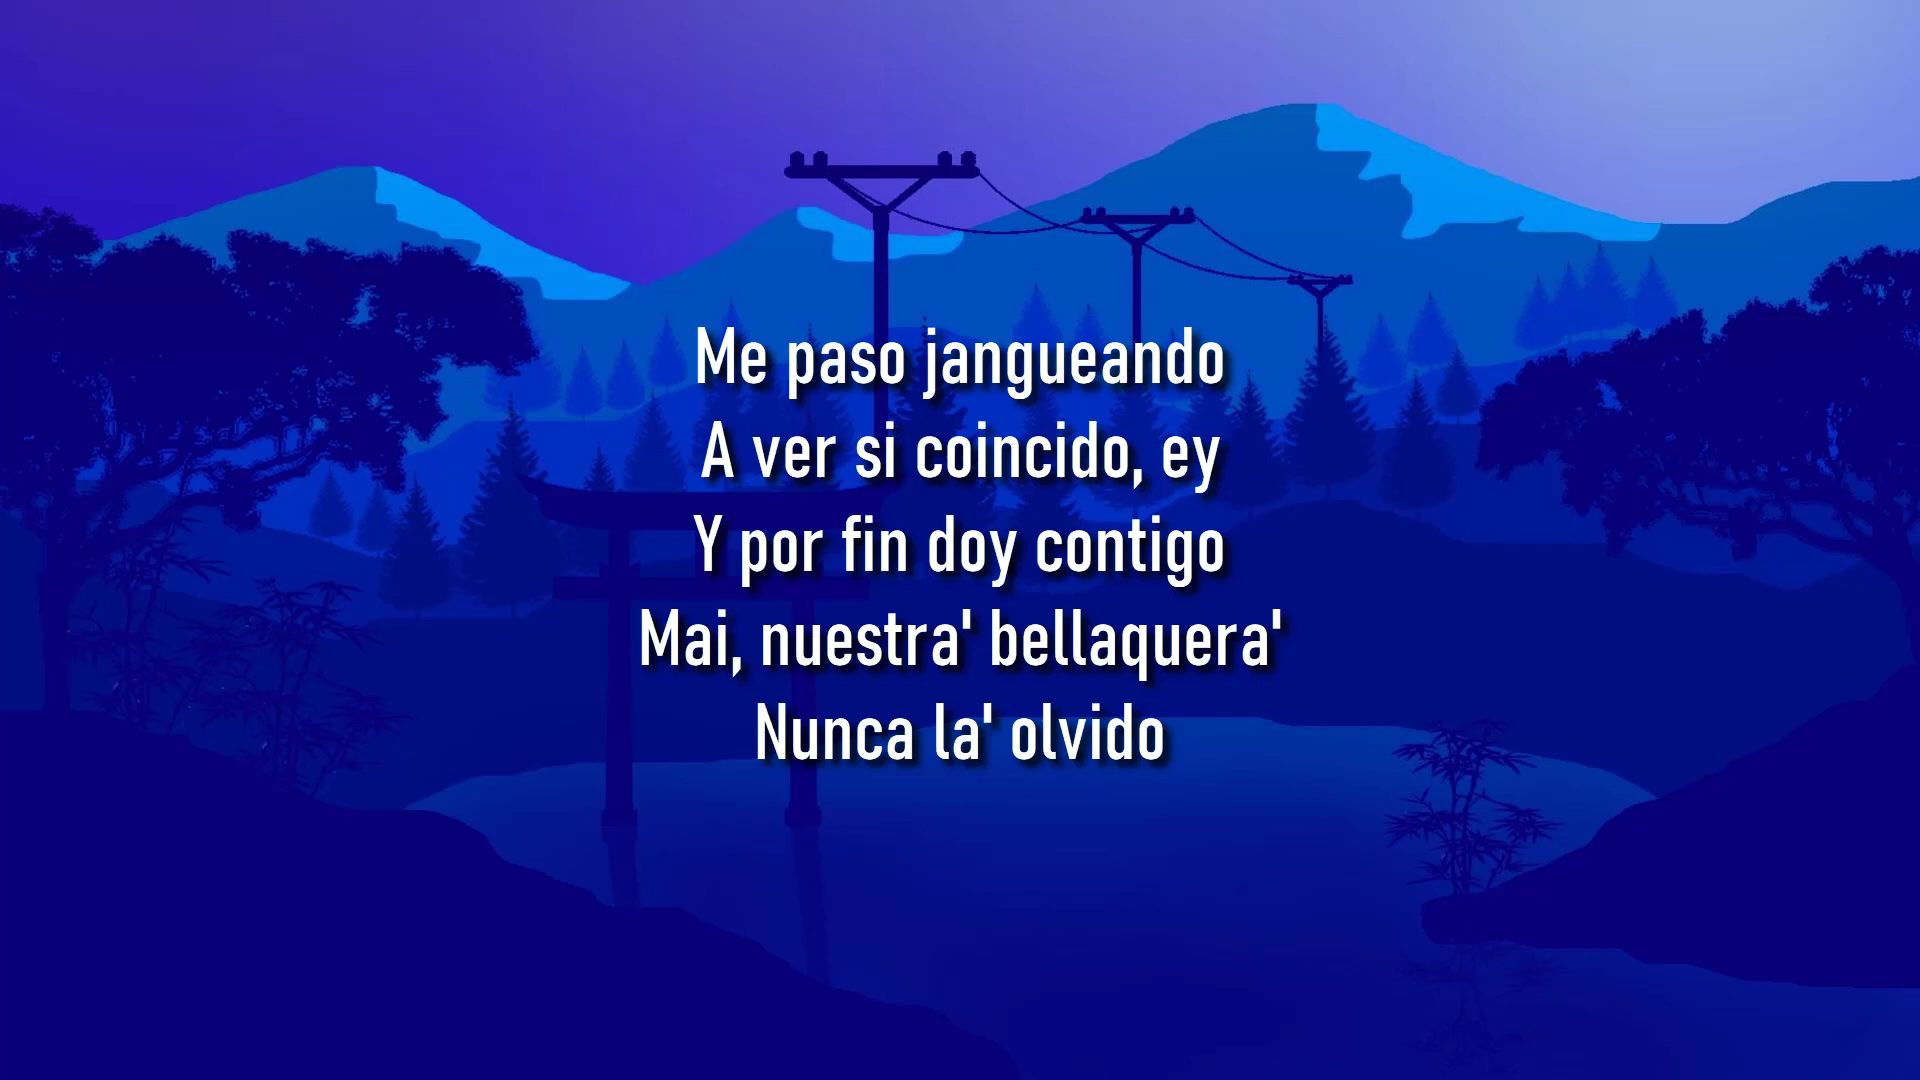 Me paso jangueando
A ver si coincido, ey
Y por fin doy contigo
Mai, nuestra' bellaquera'
Nunca la' olvido